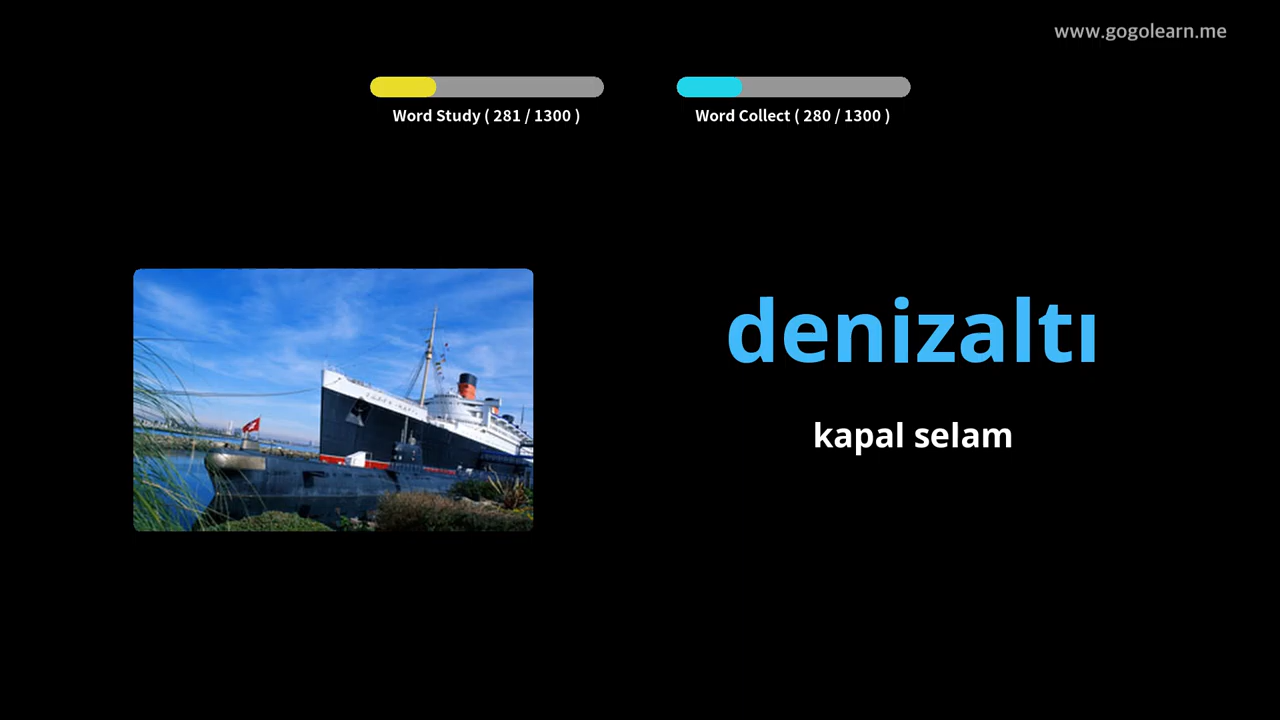 www.gogolearn.me
Word Study ( 281 / 1300 )
Word Collect ( 280 / 1300 )
denizaltı
kapal selam